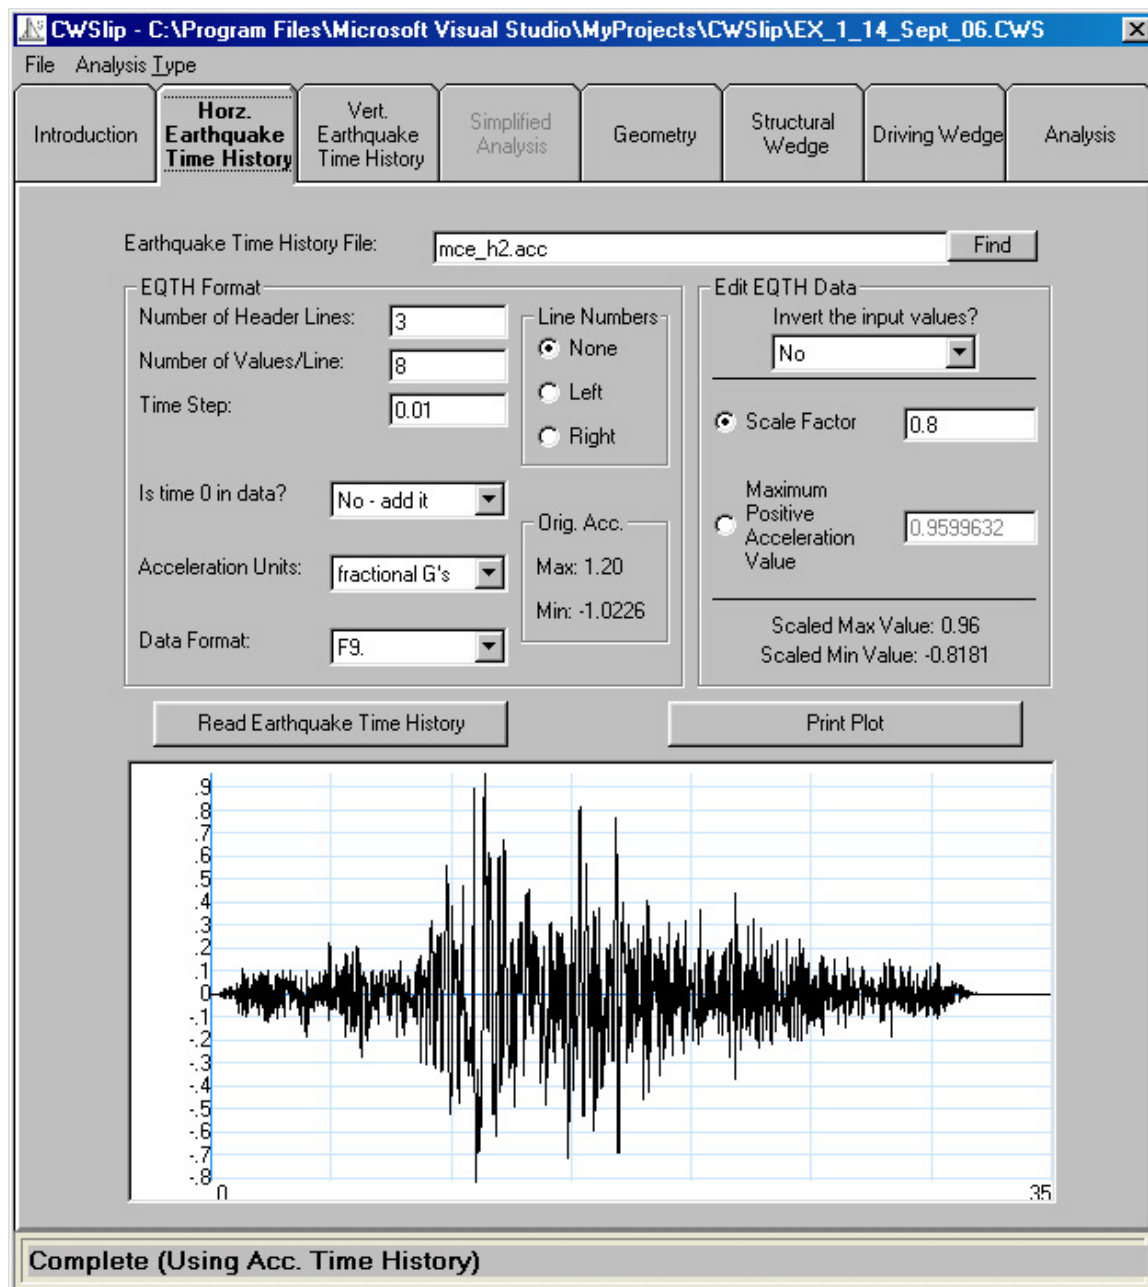 CWSlip - C:\Program Files\Microsoft Visual Studio\MyProjects\CWSlip\EX_1_14_Sept_06.CWS
File Analysis Type
Introduction
Horz.
Earthquake
Time History
Vert.
Earthquake
Time History
Simplified
Analysis
Geometry
Structural
Wedge
Driving Wedge
Analysis
Earthquake Time History File:
mce_h2.acc
Find
EQTH Format
Number of Header Lines:
3
Number of Values/Line:
8
Time Step:
0.01
Line Numbers
None
Left
Right
Is time 0 in data?
No - add it
Acceleration Units:
fractional G's
Data Format:
F9.
Orig. Acc.
Max: 1.20
Min: -1.0226
Edit EQTH Data
Invert the input values?
No
Scale Factor
0.8
Maximum
Positive
Acceleration
Value
0.9599632
Scaled Max Value: 0.96
Scaled Min Value: -0.8181
Read Earthquake Time History
Print Plot
.9
.8
.7
.6
.5
.4
.3
.2
.1
0
-.1
-.2
-.3
-.4
-.5
-.6
-.7
-.8
0
35
Complete (Using Acc. Time History)